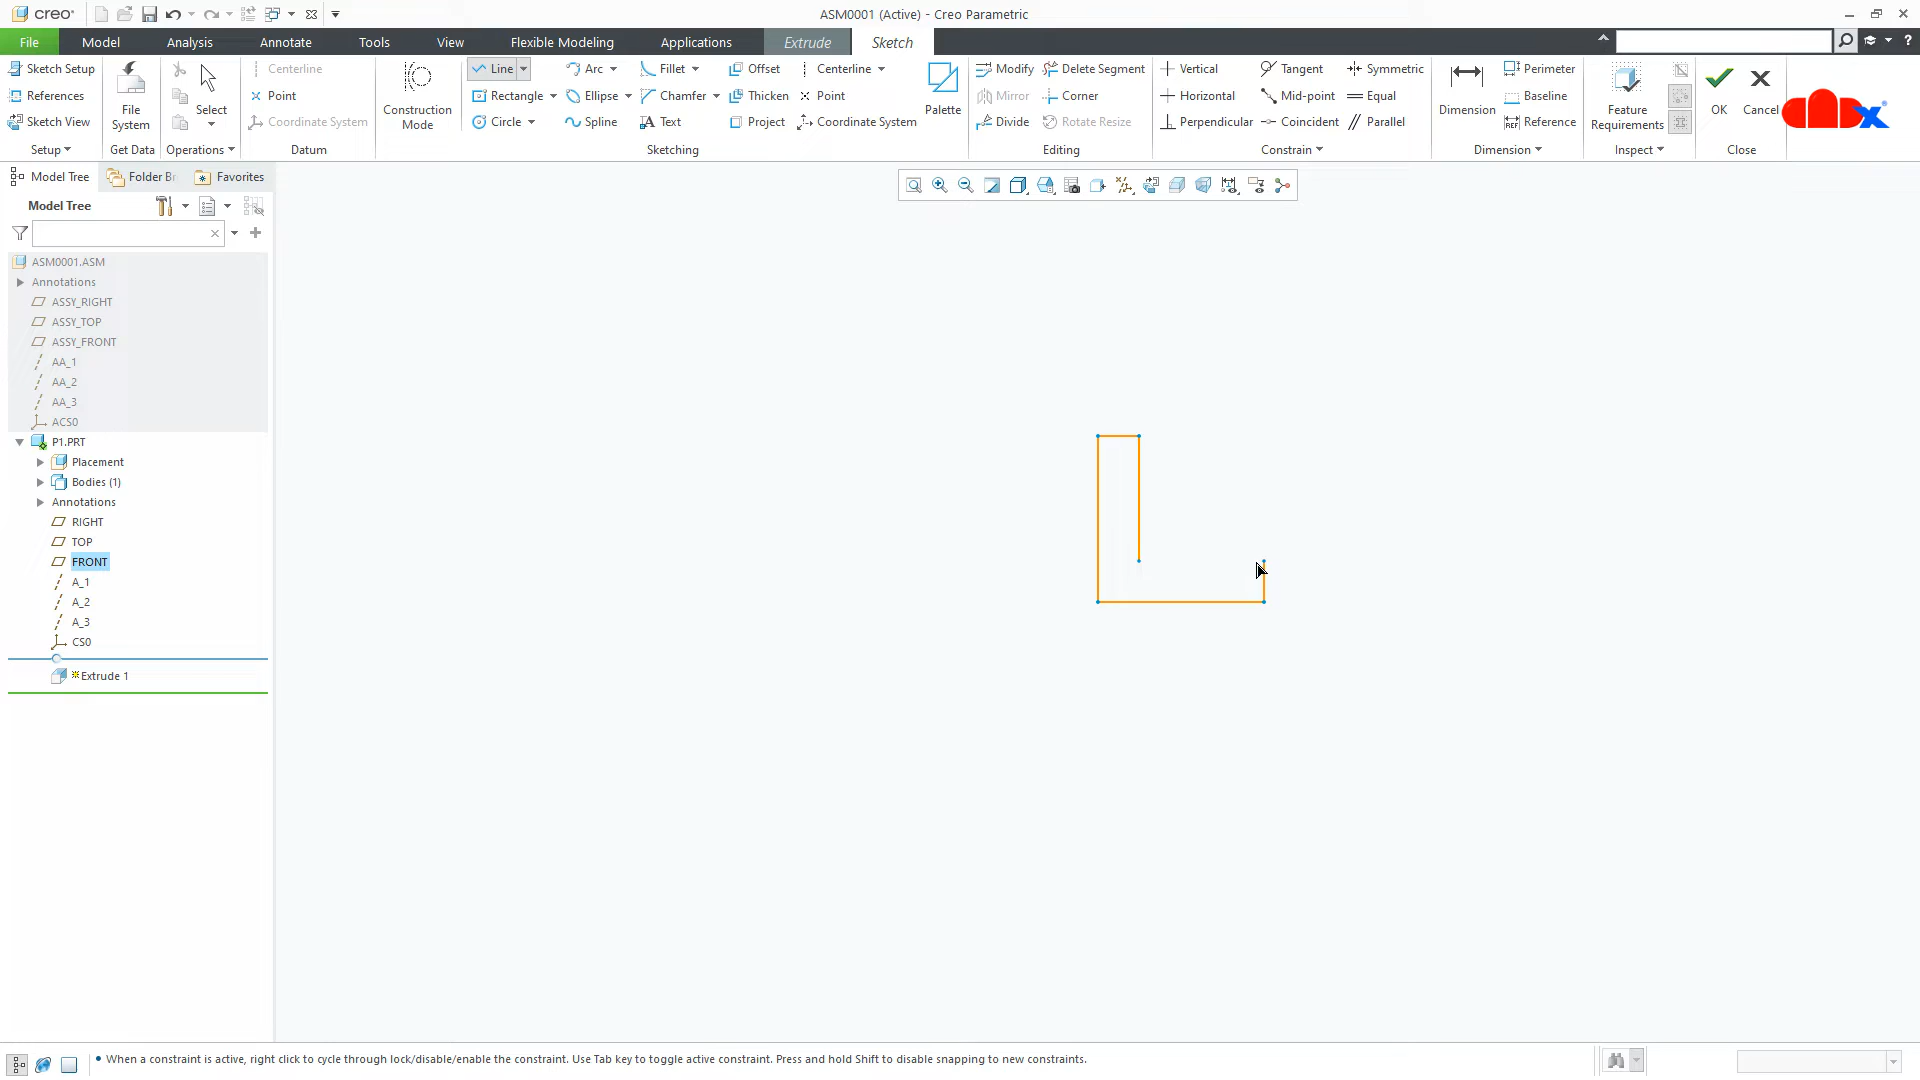 creo ASM0001 (Active) - Creo Parametric
File Model Analysis Annotate Tools View Flexible Modeling Applications Extrude Sketch
Sketch Setup
References
Sketch View
Setup
File System
Get Data
Select
Operations
Centerline
Point
Coordinate System
Datum
Construction Mode
Line Arc Fillet Offset Centerline
Rectangle Ellipse Chamfer Thicken Point
Circle Spline Text Project Coordinate System
Palette
Sketching
Modify Delete Segment
Mirror Corner
Divide Rotate Resize
Editing
Vertical Tangent Symmetric
Horizontal Mid-point Equal
Perpendicular Coincident Parallel
Constrain
Dimension
Perimeter
Baseline
REF Reference
Dimension
Feature Requirements
Inspect
OK Cancel
Close
Model Tree Folder Br Favorites
Model Tree
ASM0001.ASM
Annotations
ASSY_RIGHT
ASSY_TOP
ASSY_FRONT
AA_1
AA_2
AA_3
ACS0
P1.PRT
Placement
Bodies (1)
Annotations
RIGHT
TOP
FRONT
A_1
A_2
A_3
CS0
Extrude 1
When a constraint is active, right click to cycle through lock/disable/enable the constraint. Use Tab key to toggle active constraint. Press and hold Shift to disable snapping to new constraints.